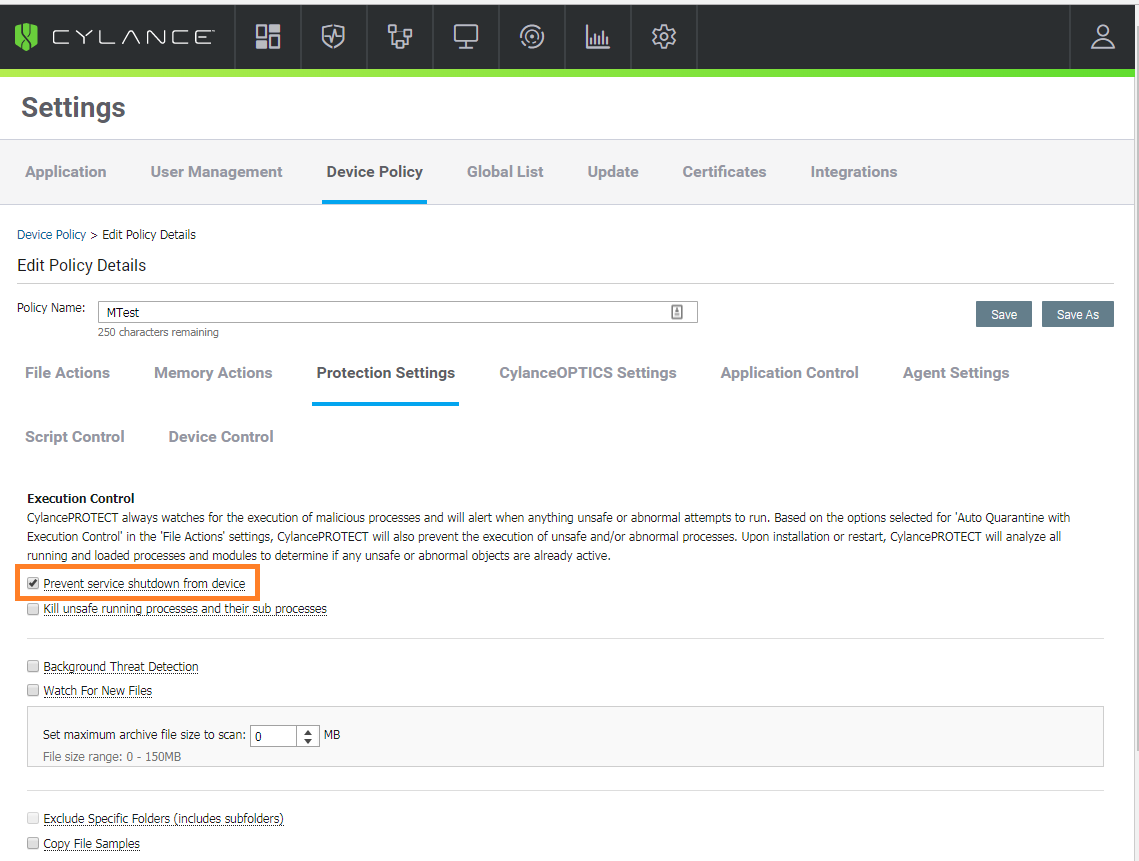 CYLANCE
Settings
Application User Management Device Policy Global List Update Certificates Integrations
Device Policy > Edit Policy Details
Edit Policy Details
Policy Name: MTest Save Save As
250 characters remaining
File Actions Memory Actions Protection Settings CylanceOPTICS Settings Application Control Agent Settings
Script Control Device Control
Execution Control
CylancePROTECT always watches for the execution of malicious processes and will alert when anything unsafe or abnormal attempts to run. Based on the options selected for 'Auto Quarantine with
Execution Control' in the 'File Actions' settings, CylancePROTECT will also prevent the execution of unsafe and/or abnormal processes. Upon installation or restart, CylancePROTECT will analyze all
running and loaded processes and modules to determine if any unsafe or abnormal objects are already active.
Prevent service shutdown from device
Kill unsafe running processes and their sub processes
Background Threat Detection
Watch For New Files
Set maximum archive file size to scan: 0 MB
File size range: 0 - 150MB
Exclude Specific Folders (includes subfolders)
Copy File Samples